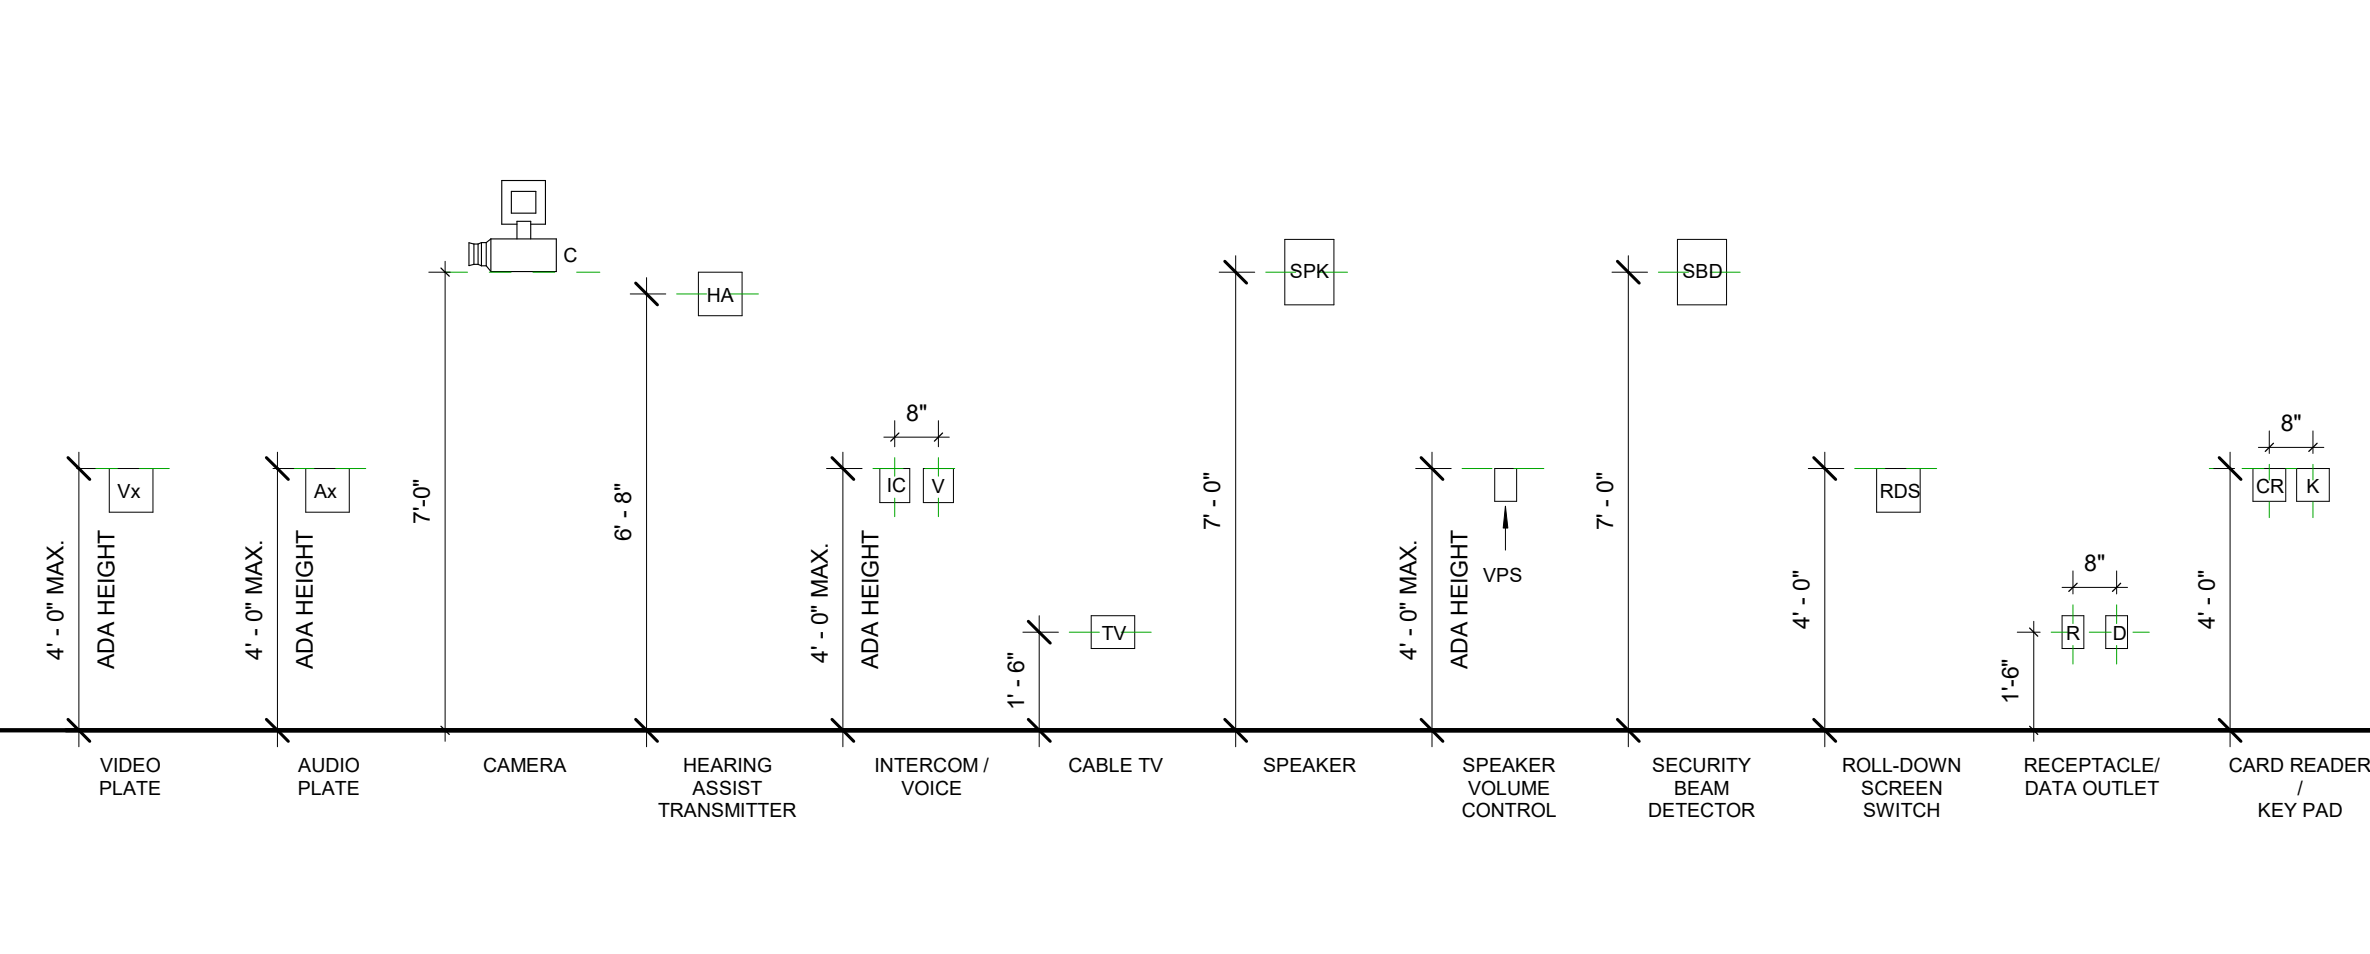 C
SPK
SBD
HA
8"
8"
Vx
Ax
IC
V
RDS
CR
K
7'-0"
6' - 8"
7' - 0"
7' - 0"
4' - 0" MAX.
ADA HEIGHT
4' - 0" MAX.
ADA HEIGHT
4' - 0" MAX.
ADA HEIGHT
4' - 0" MAX.
ADA HEIGHT
VPS
4' - 0"
8"
4' - 0"
TV
R
D
1' - 6"
1'-6"
VIDEO
PLATE
AUDIO
PLATE
CAMERA
HEARING
ASSIST
TRANSMITTER
INTERCOM /
VOICE
CABLE TV
SPEAKER
SPEAKER
VOLUME
CONTROL
SECURITY
BEAM
DETECTOR
ROLL-DOWN
SCREEN
SWITCH
RECEPTACLE/
DATA OUTLET
CARD READER
/
KEY PAD